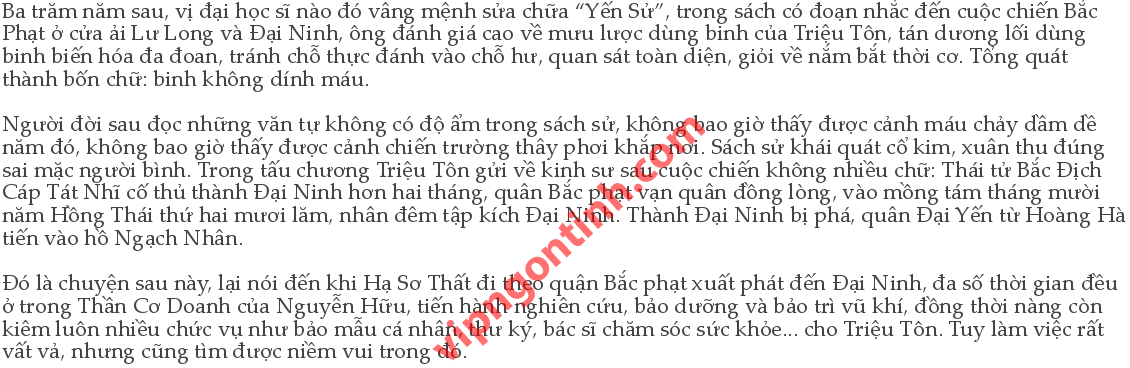 Ba trăm năm sau, vị đại học sĩ nào đó vâng mệnh sửa chữa “Yến Sử”, trong sách có đoạn nhắc đến cuộc chiến Bắc
Phạt ở cửa ải Lư Long và Đại Ninh, ông đánh giá cao về mưu lược dùng binh của Triệu Tôn, tán dương lối dùng
binh biến hóa đa đoan, tránh chỗ thực đánh vào chỗ hư, quan sát toàn diện, giỏi về nắm bắt thời cơ. Tổng quát
thành bốn chữ: binh không dính máu.
Người đời sau đọc những văn tự không có độ ẩm trong sách sử, không bao giờ thấy được cảnh máu chảy dầm dề
năm đó, không bao giờ thấy được cảnh chiến trường thây phơi khắp nơi. Sách sử khái quát cổ kim, xuân thu đúng
sai mặc người bình. Trong tấu chương Triệu Tôn gửi về kinh sư sau cuộc chiến không nhiều chữ: Thái tử Bắc Địch
Cáp Tát Nhĩ cố thủ thành Đại Ninh hơn hai tháng, quân Bắc phạt vạn quân đồng lòng, vào mồng tám tháng mười
năm Hồng Thái thứ hai mươi lăm, nhân đêm tập kích Đại Ninh. Thành Đại Ninh bị phá, quân Đại Yến từ Hoàng Hà
tiến vào hồ Ngạch Nhân.
Đó là chuyện sau này, lại nói đến khi Hạ Sơ Thất đi theo quận Bắc phạt xuất phát đến Đại Ninh, đa số thời gian đều
ở trong Thần Cơ Doanh của Nguyễn Hữu, tiến hành nghiên cứu, bảo dưỡng và bảo trì vũ khí, đồng thời nàng còn
kiêm luôn nhiều chức vụ như bảo mẫu cá nhân, thư ký, bác sĩ chăm sóc sức khỏe... cho Triệu Tôn. Tuy làm việc rất
vất vả, nhưng cũng tìm được niềm vui trong đó.
vipngontinh.com